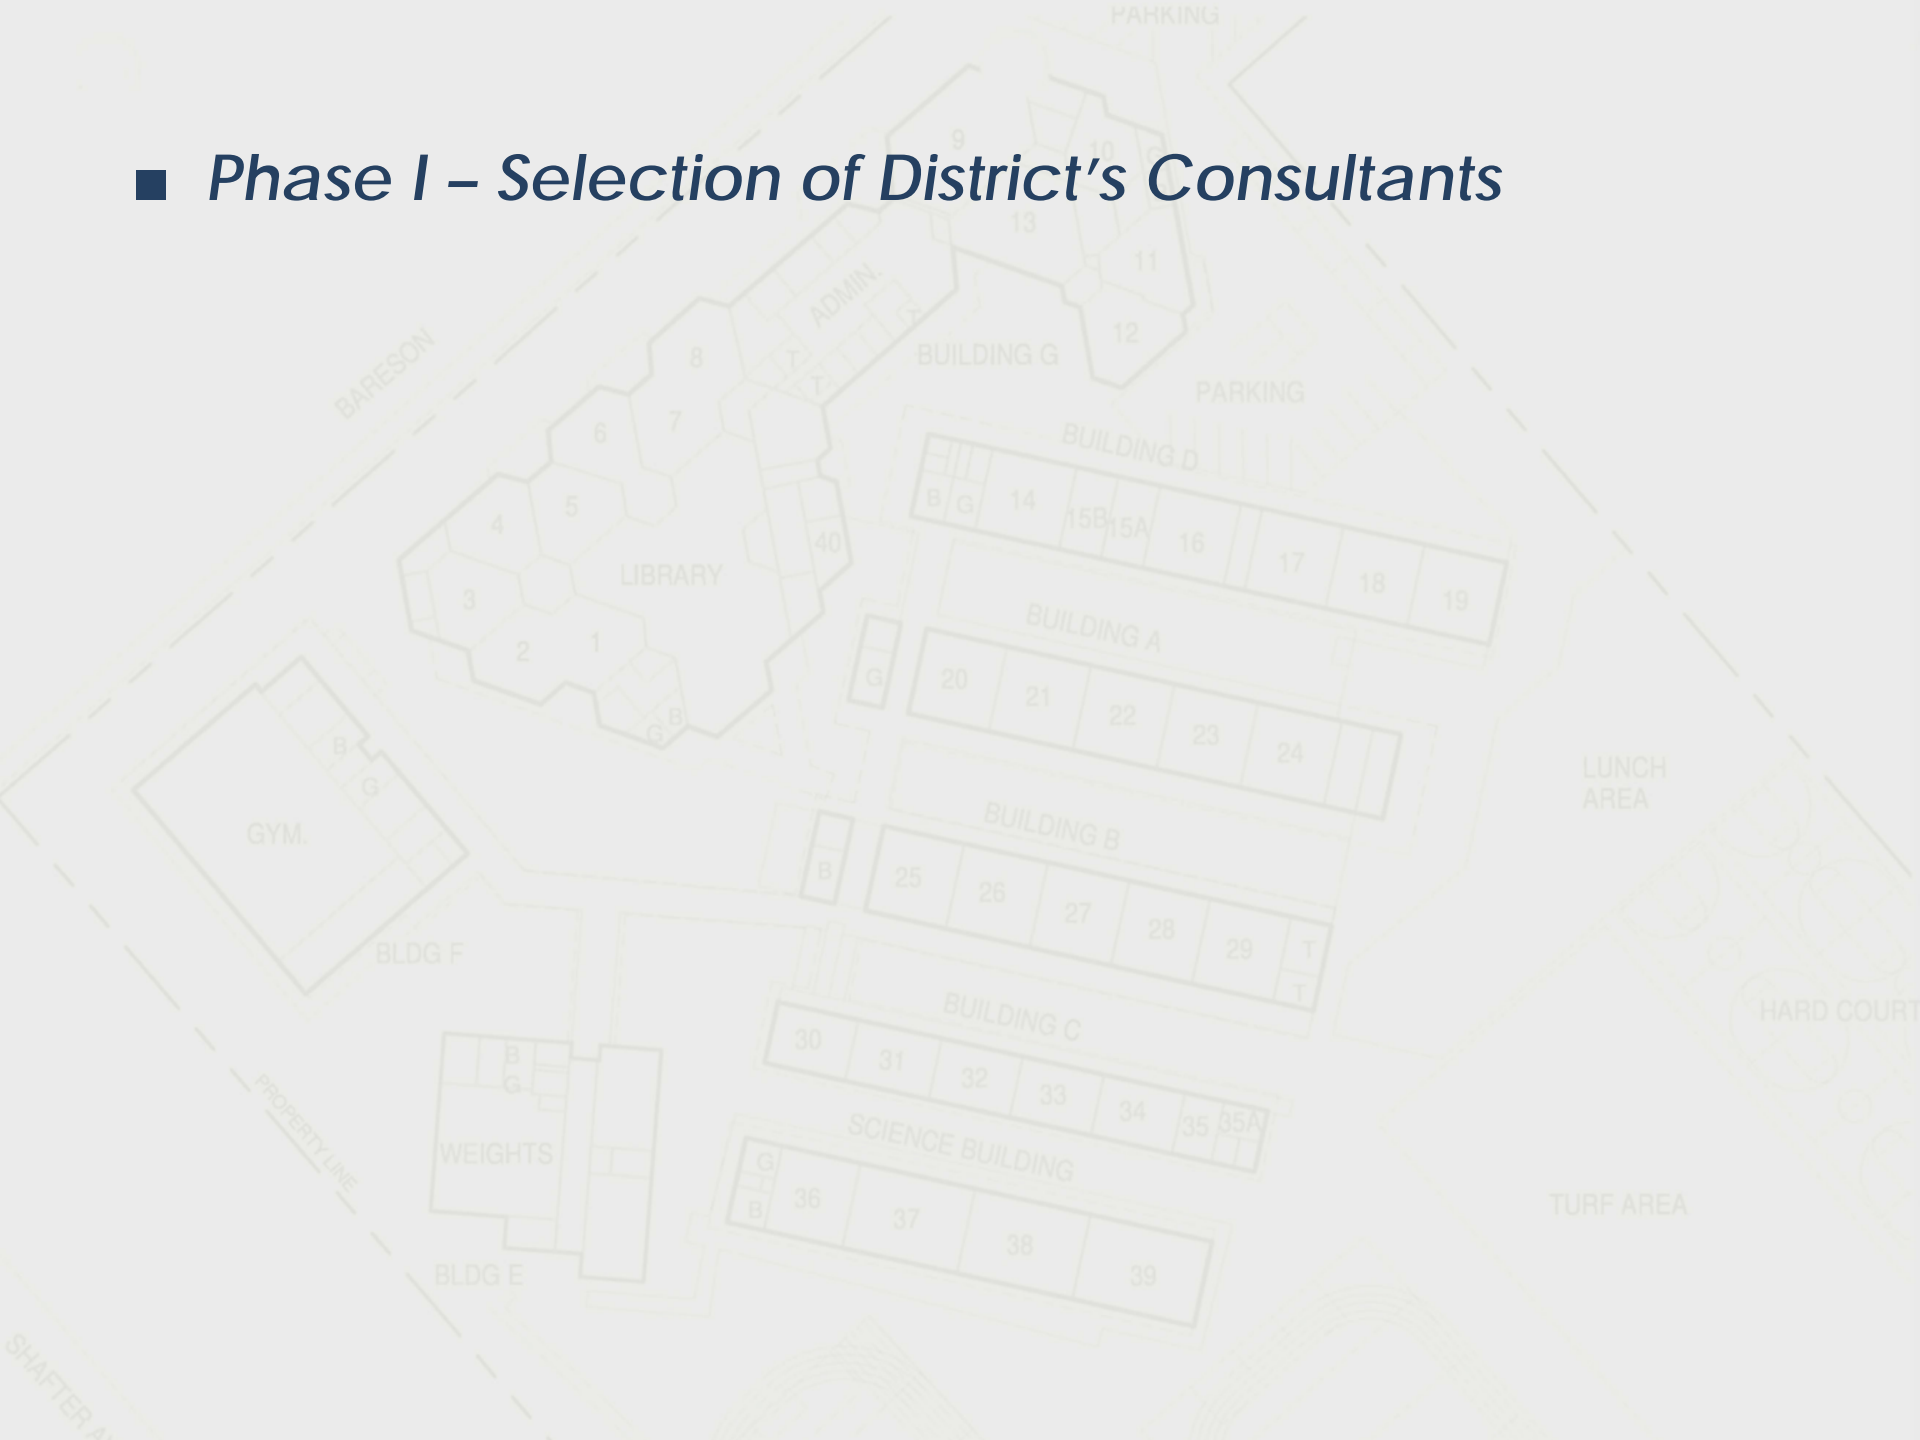 PARKING
■ Phase I – Selection of District’s Consultants
9
10
G
13
11
12
ADMIN.
T
T
T
BARESON
8
7
6
5
4
3
2
1
LIBRARY
40
B
G
BUILDING G
PARKING
BUILDING D
B
G
14
15B
15A
16
17
18
19
BUILDING A
G
20
21
22
23
24
BUILDING B
B
25
26
27
28
29
T
T
LUNCH
AREA
B
G
GYM.
BLDG F
BUILDING C
30
31
32
33
34
35
35A
HARD COURT
B
G
WEIGHTS
PROPERTY LINE
SCIENCE BUILDING
G
B
36
37
38
39
TURF AREA
BLDG E
SHAFTER